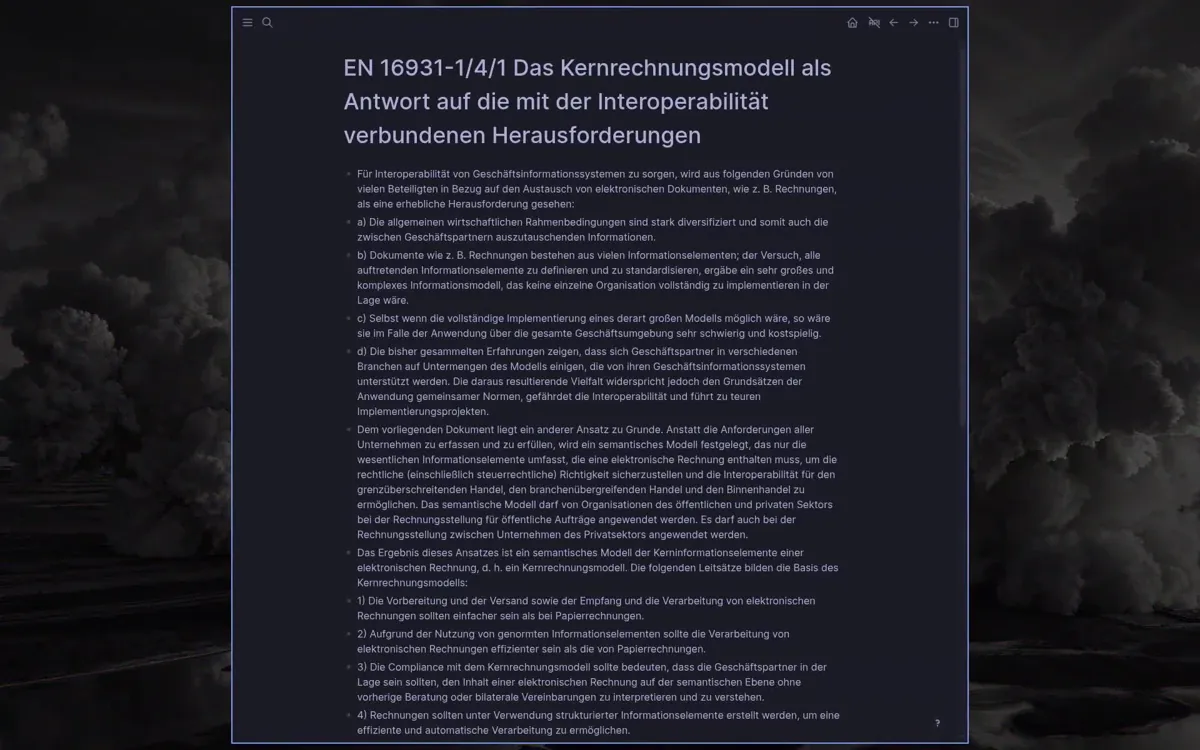 EN 16931-1/4/1 Das Kernrechnungsmodell als
Antwort auf die mit der Interoperabilität
verbundenen Herausforderungen
Für Interoperabilität von Geschäftsinformationssystemen zu sorgen, wird aus folgenden Gründen von
vielen Beteiligten in Bezug auf den Austausch von elektronischen Dokumenten, wie z. B. Rechnungen,
als eine erhebliche Herausforderung gesehen:
a) Die allgemeinen wirtschaftlichen Rahmenbedingungen sind stark diversifiziert und somit auch die
zwischen Geschäftspartnern auszutauschenden Informationen.
b) Dokumente wie z. B. Rechnungen bestehen aus vielen Informationselementen; der Versuch, alle
auftretenden Informationselemente zu definieren und zu standardisieren, ergäbe ein sehr großes und
komplexes Informationsmodell, das keine einzelne Organisation vollständig zu implementieren in der
Lage wäre.
c) Selbst wenn die vollständige Implementierung eines derart großen Modells möglich wäre, so wäre
sie im Falle der Anwendung über die gesamte Geschäftsumgebung sehr schwierig und kostspielig.
d) Die bisher gesammelten Erfahrungen zeigen, dass sich Geschäftspartner in verschiedenen
Branchen auf Untermengen des Modells einigen, die von ihren Geschäftsinformationssystemen
unterstützt werden. Die daraus resultierende Vielfalt widerspricht jedoch den Grundsätzen der
Anwendung gemeinsamer Normen, gefährdet die Interoperabilität und führt zu teuren
Implementierungsprojekten.
Dem vorliegenden Dokument liegt ein anderer Ansatz zu Grunde. Anstatt die Anforderungen aller
Unternehmen zu erfassen und zu erfüllen, wird ein semantisches Modell festgelegt, das nur die
wesentlichen Informationselemente umfasst, die eine elektronische Rechnung enthalten muss, um die
rechtliche (einschließlich steuerrechtliche) Richtigkeit sicherzustellen und die Interoperabilität für den
grenzüberschreitenden Handel, den branchenübergreifenden Handel und den Binnenhandel zu
ermöglichen. Das semantische Modell darf von Organisationen des öffentlichen und privaten Sektors
bei der Rechnungsstellung für öffentliche Aufträge angewendet werden. Es darf auch bei der
Rechnungsstellung zwischen Unternehmen des Privatsektors angewendet werden.
Das Ergebnis dieses Ansatzes ist ein semantisches Modell der Kerninformationselemente einer
elektronischen Rechnung, d. h. ein Kernrechnungsmodell. Die folgenden Leitsätze bilden die Basis des
Kernrechnungsmodells:
1) Die Vorbereitung und der Versand sowie der Empfang und die Verarbeitung von elektronischen
Rechnungen sollten einfacher sein als bei Papierrechnungen.
2) Aufgrund der Nutzung von genormten Informationselementen sollte die Verarbeitung von
elektronischen Rechnungen effizienter sein als die von Papierrechnungen.
3) Die Compliance mit dem Kernrechnungsmodell sollte bedeuten, dass die Geschäftspartner in der
Lage sein sollten, den Inhalt einer elektronischen Rechnung auf der semantischen Ebene ohne
vorherige Beratung oder bilaterale Vereinbarungen zu interpretieren und zu verstehen.
4) Rechnungen sollten unter Verwendung strukturierter Informationselemente erstellt werden, um eine
effiziente und automatische Verarbeitung zu ermöglichen.
?